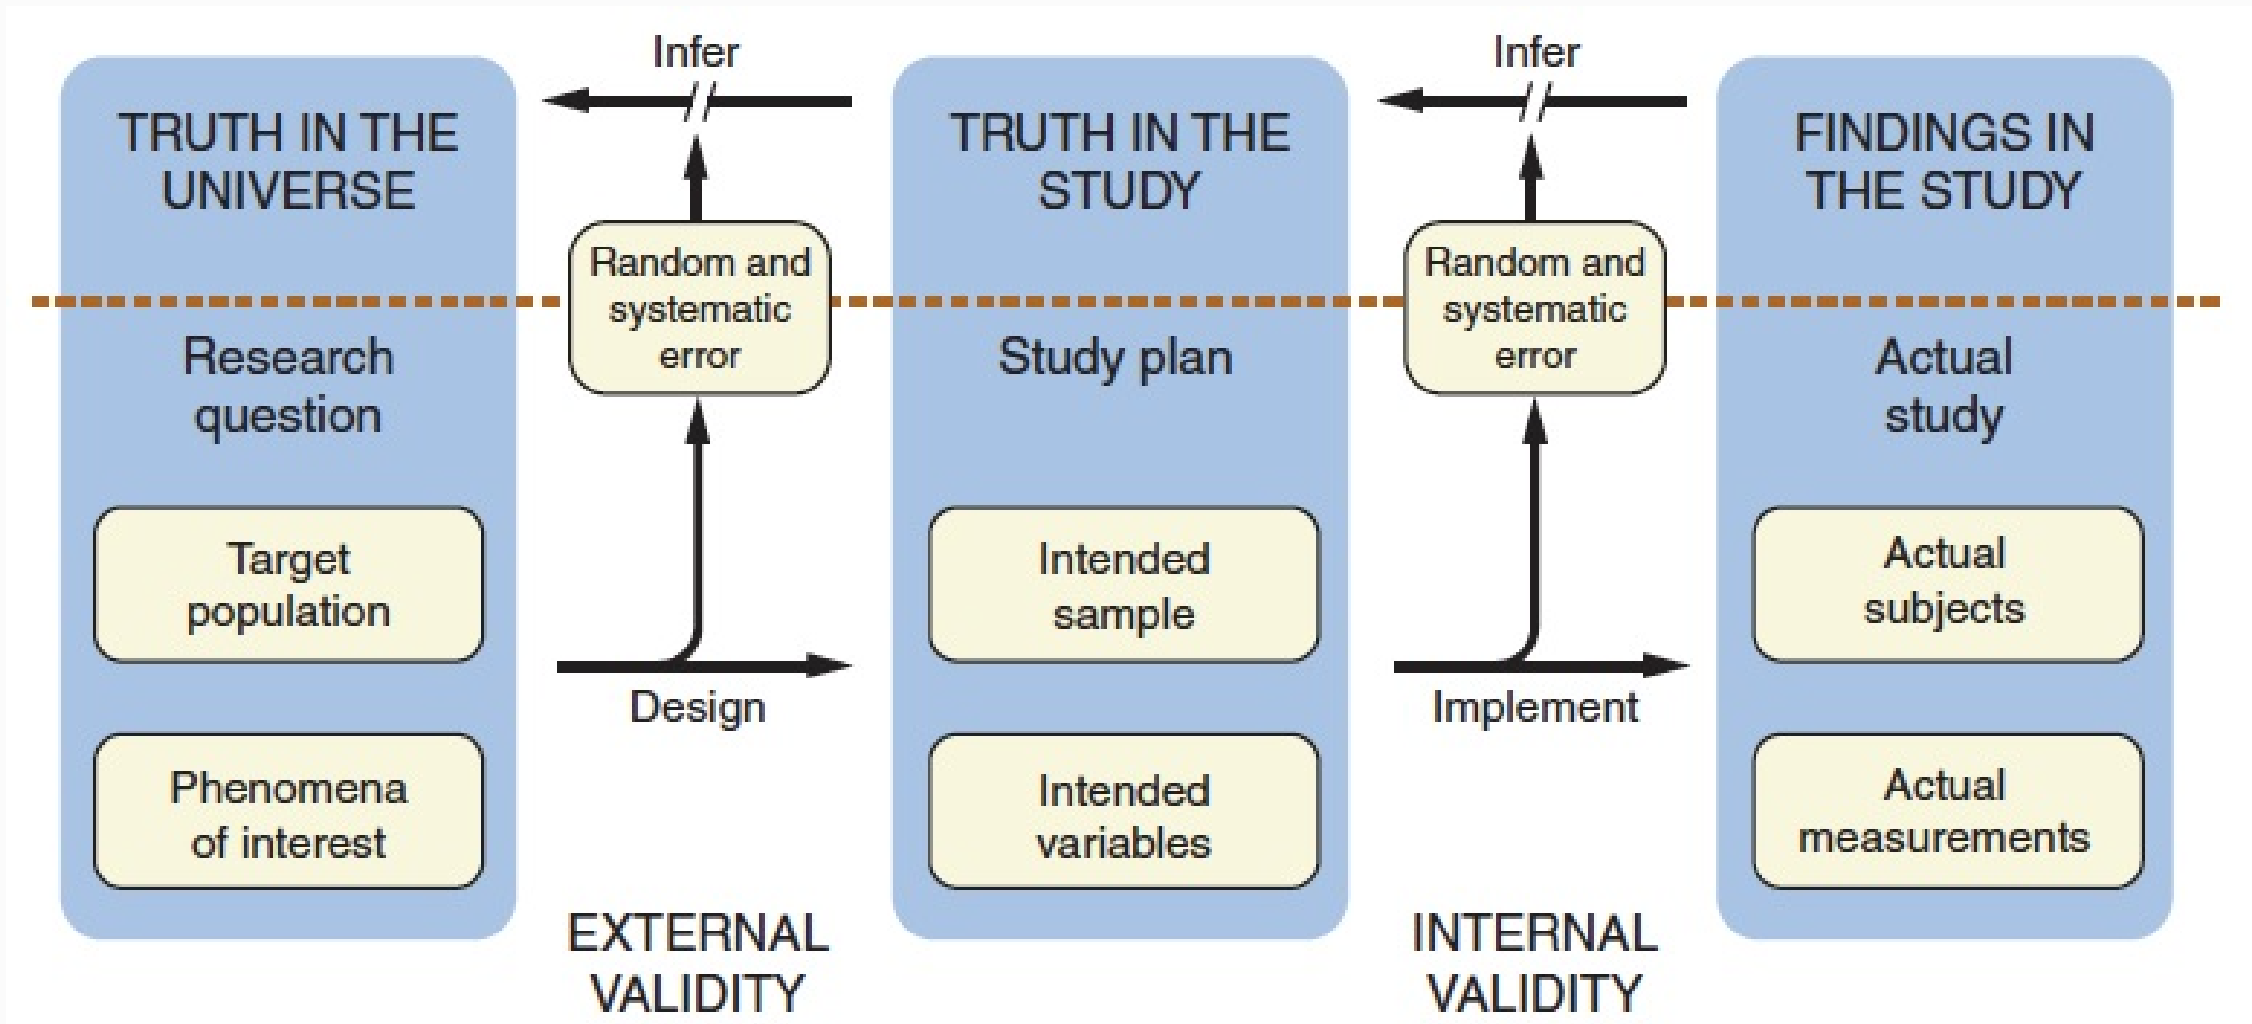 TRUTH IN THE
UNIVERSE
Research
question
Target
population
Phenomena
of interest
Infer
Random and
systematic
error
Design
EXTERNAL
VALIDITY
TRUTH IN THE
STUDY
Study plan
Intended
sample
Intended
variables
Infer
Random and
systematic
error
Implement
INTERNAL
VALIDITY
FINDINGS IN
THE STUDY
Actual
study
Actual
subjects
Actual
measurements